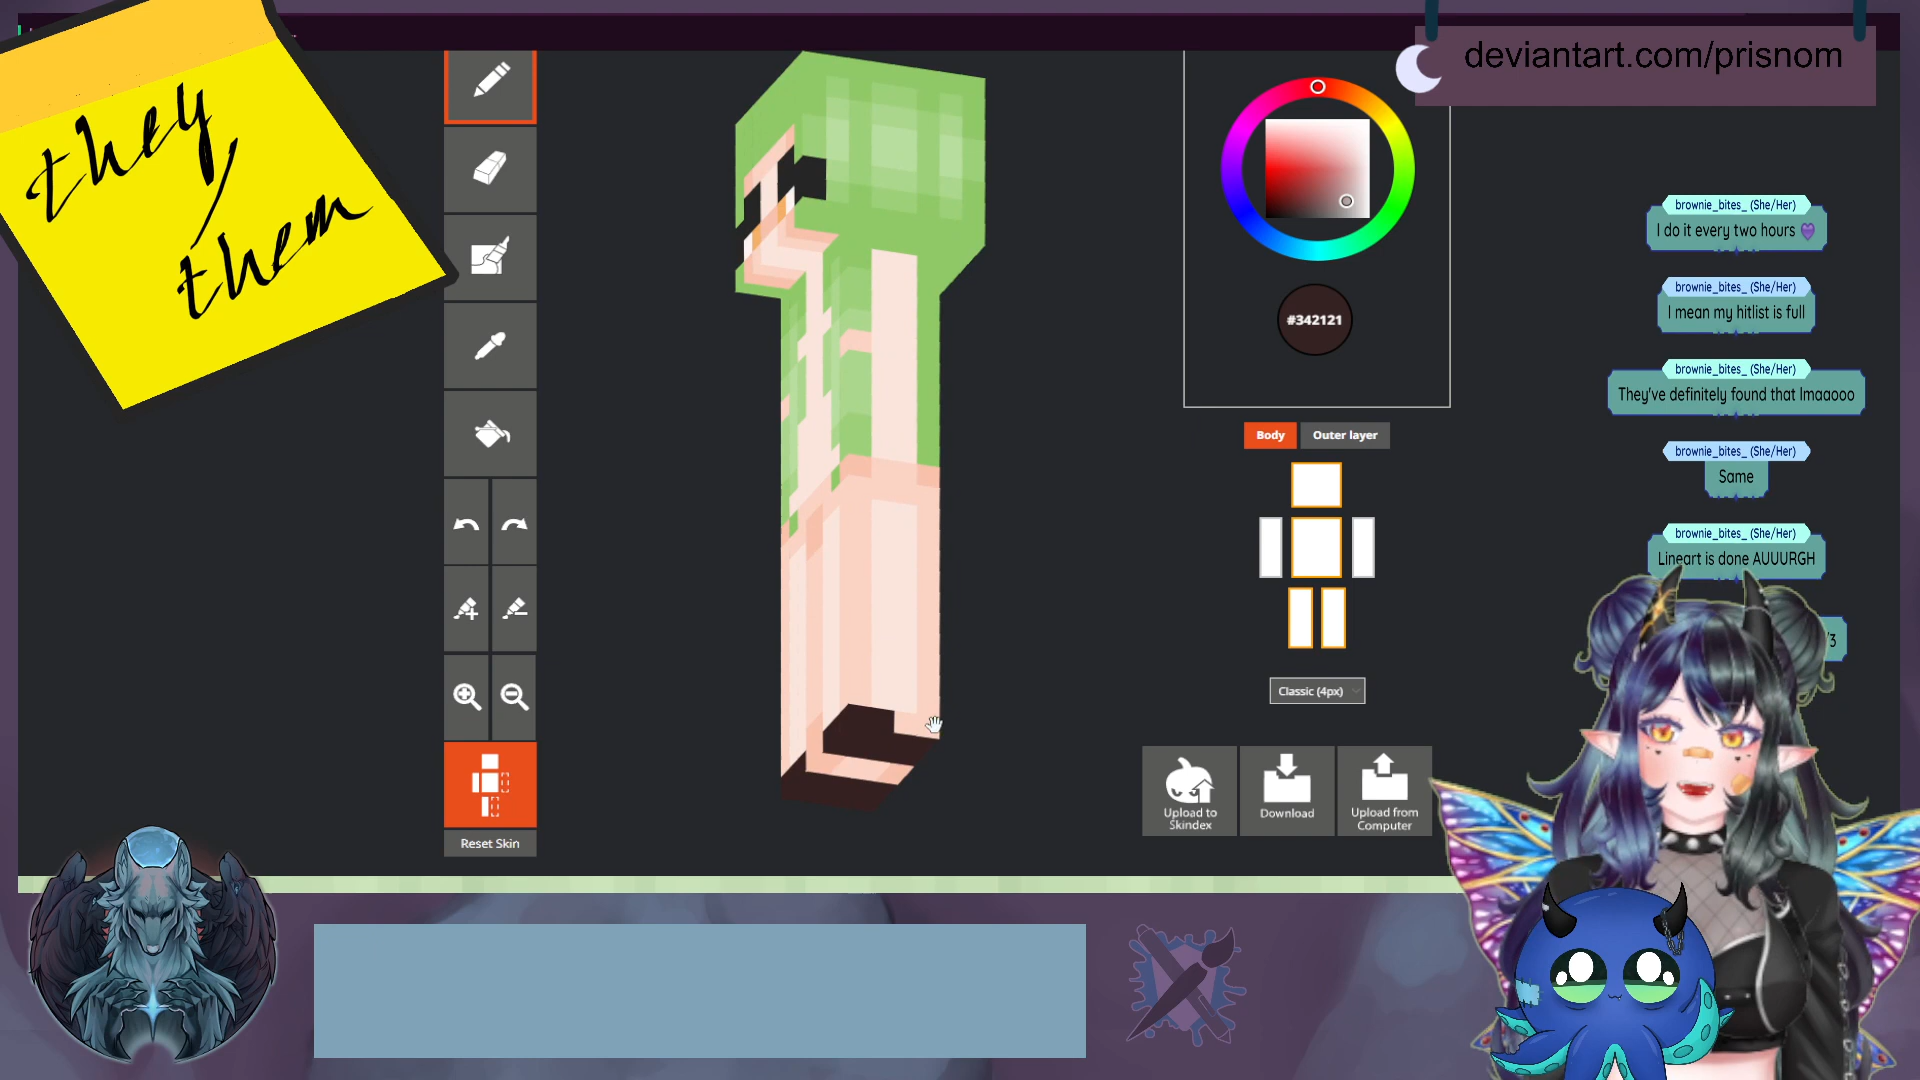 they
/
them
deviantart.com/prisnom
#342121
Body
Outer layer
Classic (4px)
Upload to
Skindex
Download
Upload from
Computer
Reset Skin
brownie_bites_ (She/Her)
I do it every two hours 💜
brownie_bites_ (She/Her)
I mean my hitlist is full
brownie_bites_ (She/Her)
They've definitely found that lmaaooo
brownie_bites_ (She/Her)
Same
brownie_bites_ (She/Her)
Lineart is done AUUURGH